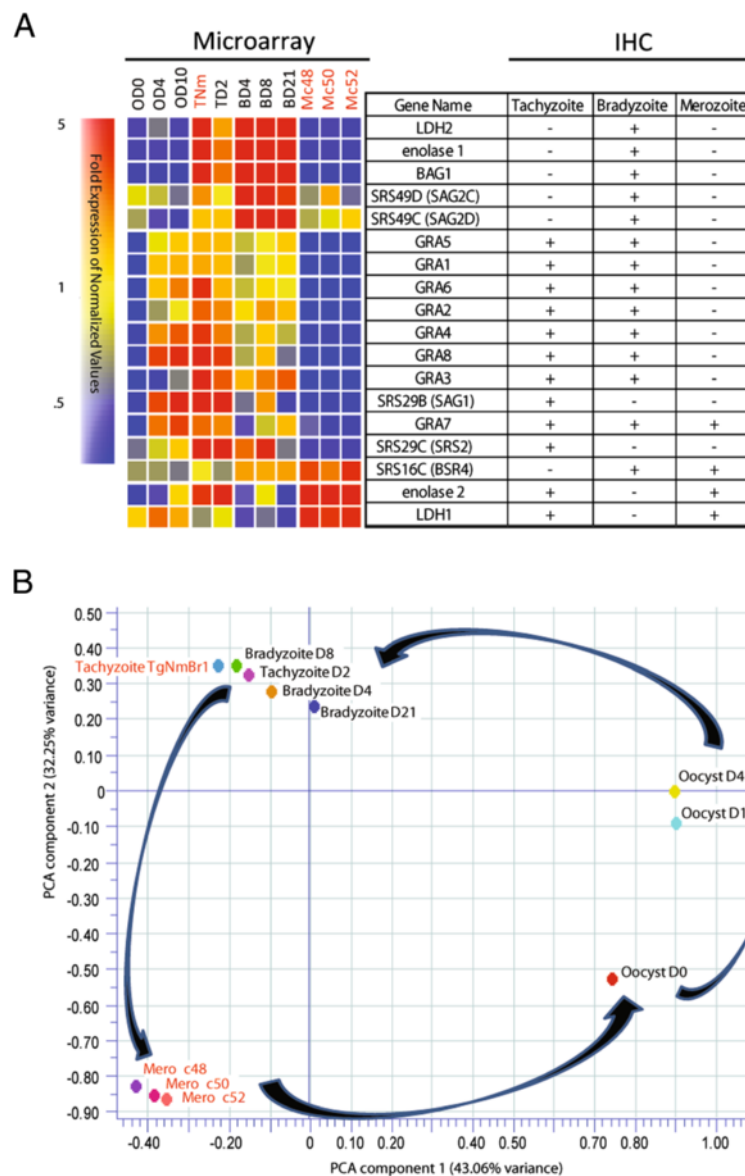 A
Microarray
IHC
OD0 OD4 OD10 TNm TD2 BD4 BD8 BD21 Mc48 Mc50 Mc52
Gene Name Tachyzoite Bradyzoite Merozoite
5
1
.5
Fold Expression of Normalized Values
LDH2 - + -
enolase 1 - + -
BAG1 - + -
SRS49D (SAG2C) - + -
SRS49C (SAG2D) - + -
GRA5 + + -
GRA1 + + -
GRA6 + + -
GRA2 + + -
GRA4 + + -
GRA8 + + -
GRA3 + + -
SRS29B (SAG1) + - -
GRA7 + + +
SRS29C (SRS2) + - -
SRS16C (BSR4) - + +
enolase 2 + - +
LDH1 + - +
B
PCA component 2 (32.25% variance)
0.50
0.40
0.30
0.20
0.10
0
-0.10
-0.20
-0.30
-0.40
-0.50
-0.60
-0.70
-0.80
-0.90
Tachyzoite TgNmBr1
Bradyzoite D8
Tachyzoite D2
Bradyzoite D4
Bradyzoite D21
Oocyst D4
Oocyst D1
Oocyst D0
Mero c48
Mero c50
Mero c52
-0.40 -0.20 0 0.10 0.20 0.30 0.40 0.50 0.60 0.70 0.80 1.00
PCA component 1 (43.06% variance)